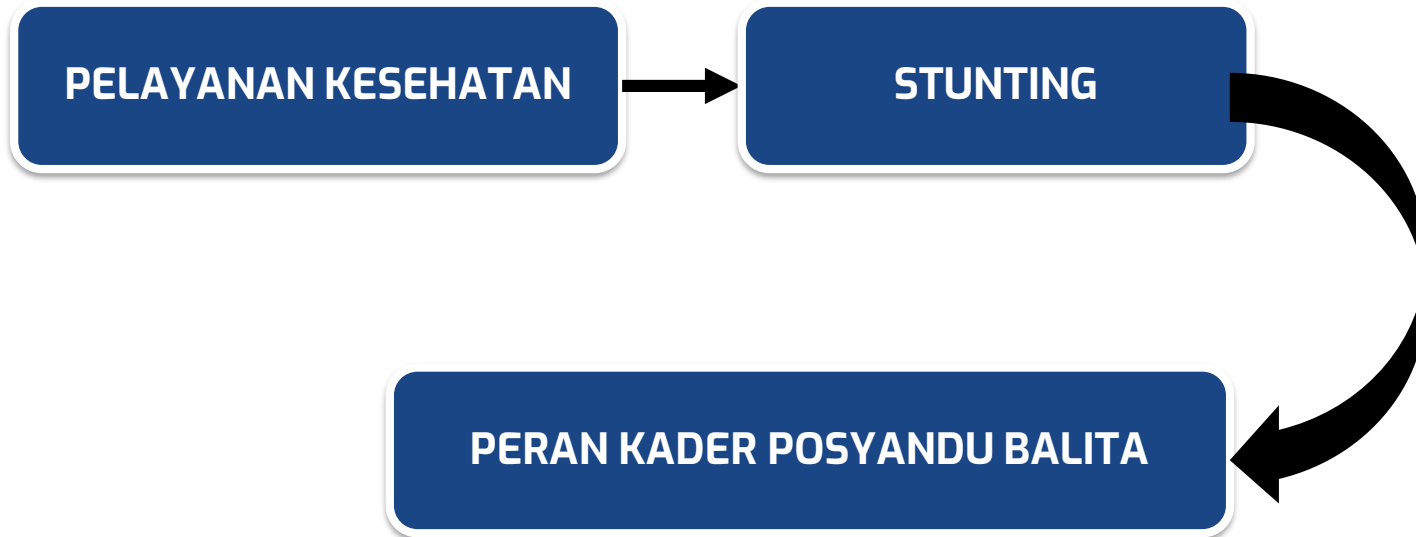 PELAYANAN KESEHATAN
STUNTING
PERAN KADER POSYANDU BALITA